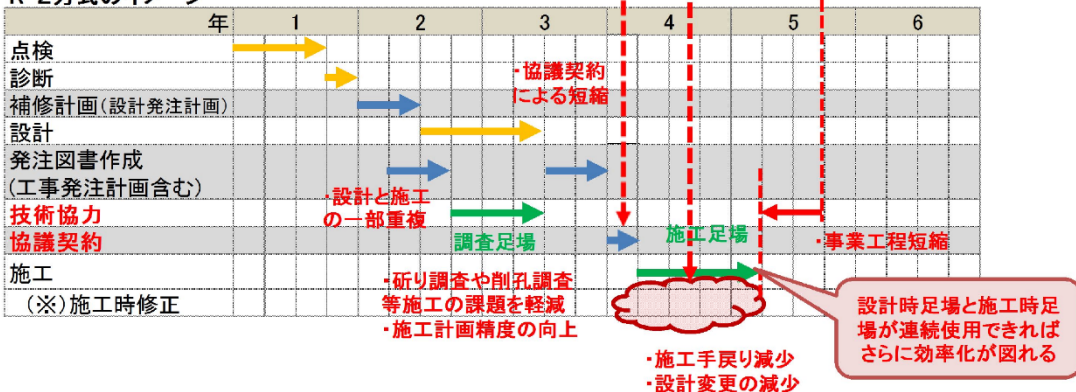 年 1 2 3 4 5 6
点検
診断
・協議契約
による短縮
補修計画(設計発注計画)
設計
発注図書作成
(工事発注計画含む)
・設計と施工
の一部重複
技術協力
協議契約
調査足場
施工足場
・事業工程短縮
施工
・斫り調査や削孔調査
等施工の課題を軽減
・施工計画精度の向上
(※)施工時修正
設計時足場と施工時足
場が連続使用できれば
さらに効率化が図れる
・施工手戻り減少
・設計変更の減少